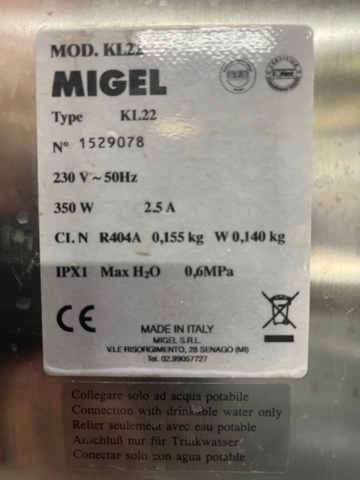 MOD. KL22
MIGEL
Type KL22
N° 1529078
230 V ~ 50Hz
350 W 2.5 A
CI. N R404A 0,155 kg W 0,140 kg
IPX1 Max H₂O 0,6MPa
CE
MADE IN ITALY
MIGEL S.R.L.
V.LE RISORGIMENTO, 28 SENAGO (MI)
Tel. 02.99057727
Collegare solo ad acqua potabile
Connection with drinkable water only
Relier seulement avec eau potable
Anschluß nur für Trinkwasser
Conectar solo con agua potable